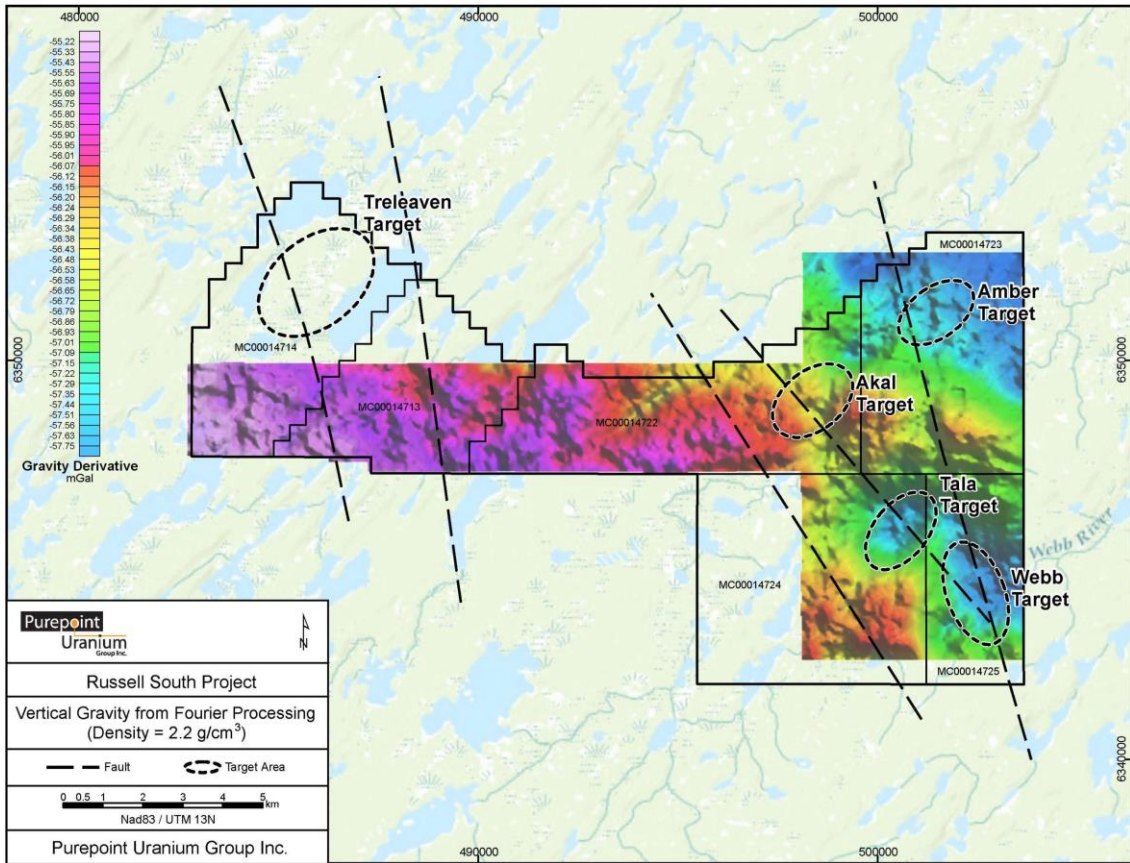 480000
490000
500000
-55.22
-55.33
-55.43
-55.55
-55.63
-55.69
-55.75
-55.80
-55.85
-55.90
-55.95
-56.01
-56.07
-56.12
-56.15
-56.20
-56.24
-56.29
-56.34
-56.38
-56.43
-56.48
-56.53
-56.58
-56.65
-56.72
-56.79
-56.86
-56.93
-57.01
-57.09
-57.15
-57.22
-57.29
-57.35
-57.44
-57.51
-57.56
-57.63
-57.75
Gravity Derivative
mGal
Treleaven
Target
MC00014723
Amber
Target
MC00014714
6350000
6350000
Akal
Target
MC00014713
MC00014722
Tala
Target
Webb River
MC00014724
Webb
Target
MC00014725
Purepoint
Uranium
Group Inc.
N
Russell South Project
Vertical Gravity from Fourier Processing
(Density = 2.2 g/cm³)
Fault
Target Area
0 0.5 1 2 3 4 5
km
Nad83 / UTM 13N
Purepoint Uranium Group Inc.
6340000
490000
500000